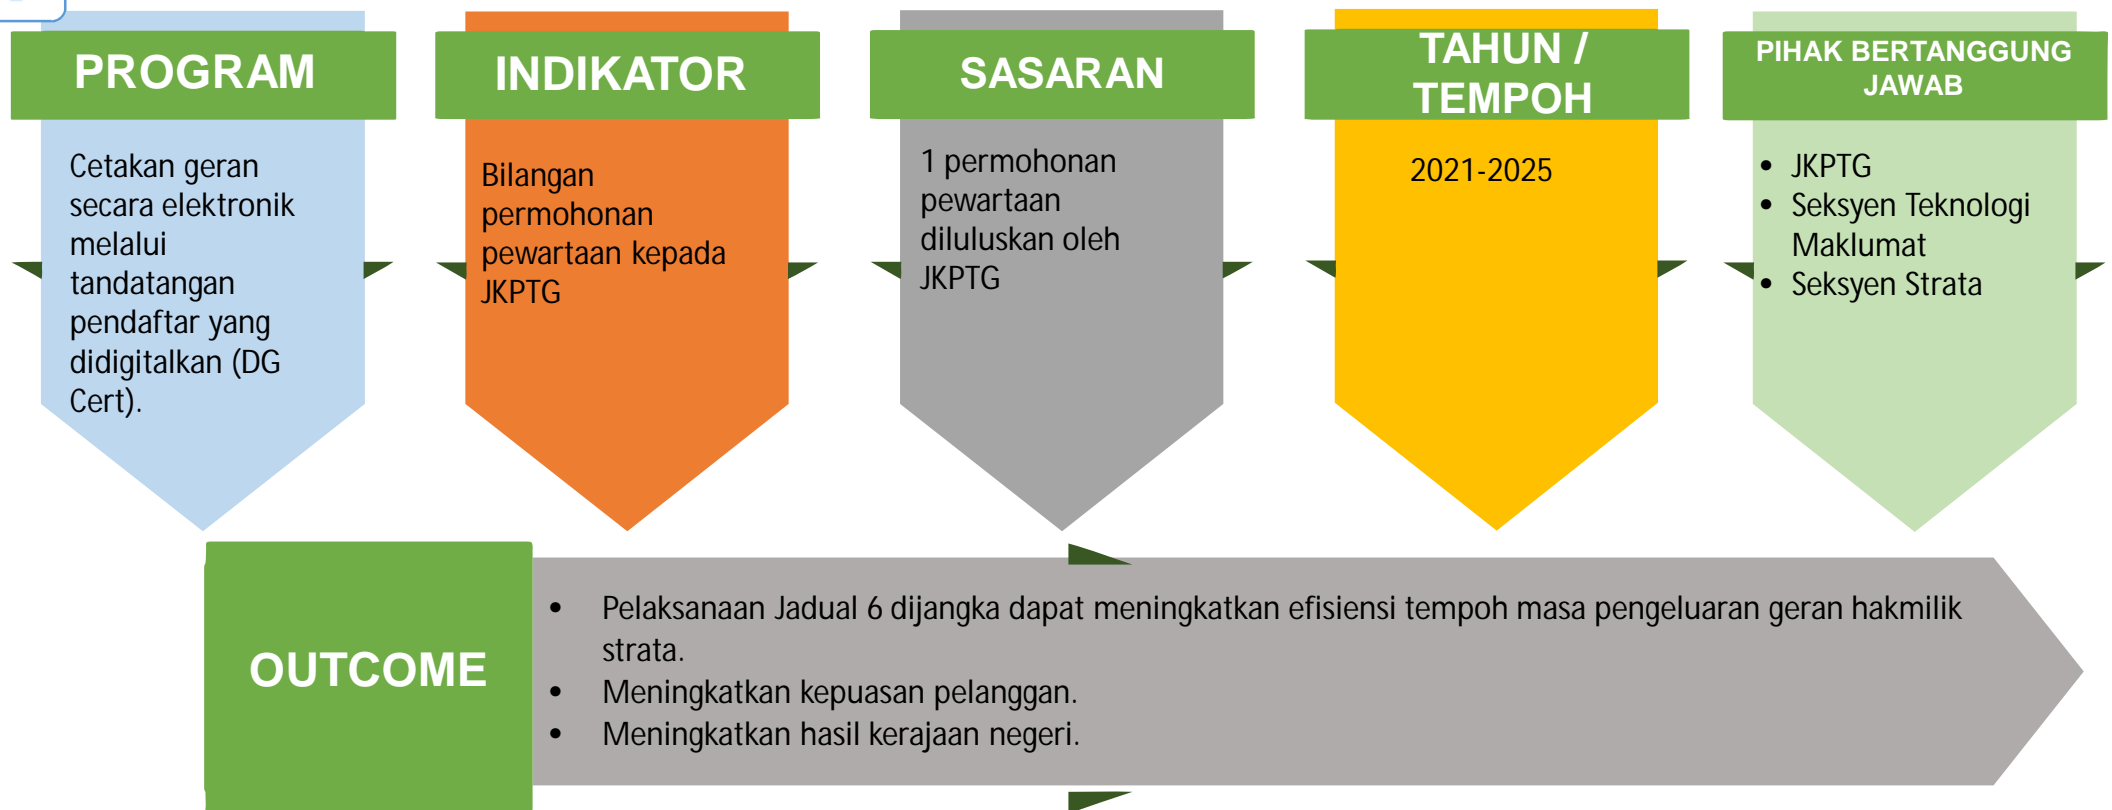 PROGRAM
Cetakan geran
secara elektronik
melalui
tandatangan
pendaftar yang
didigitalkan (DG
Cert).
INDIKATOR
Bilangan
permohonan
pewartaan kepada
JKPTG
SASARAN
1 permohonan
pewartaan
diluluskan oleh
JKPTG
TAHUN /
TEMPOH
2021-2025
PIHAK BERTANGGUNG
JAWAB
• JKPTG
• Seksyen Teknologi
Maklumat
• Seksyen Strata
OUTCOME
• Pelaksanaan Jadual 6 dijangka dapat meningkatkan efisiensi tempoh masa pengeluaran geran hakmilik
strata.
• Meningkatkan kepuasan pelanggan.
• Meningkatkan hasil kerajaan negeri.